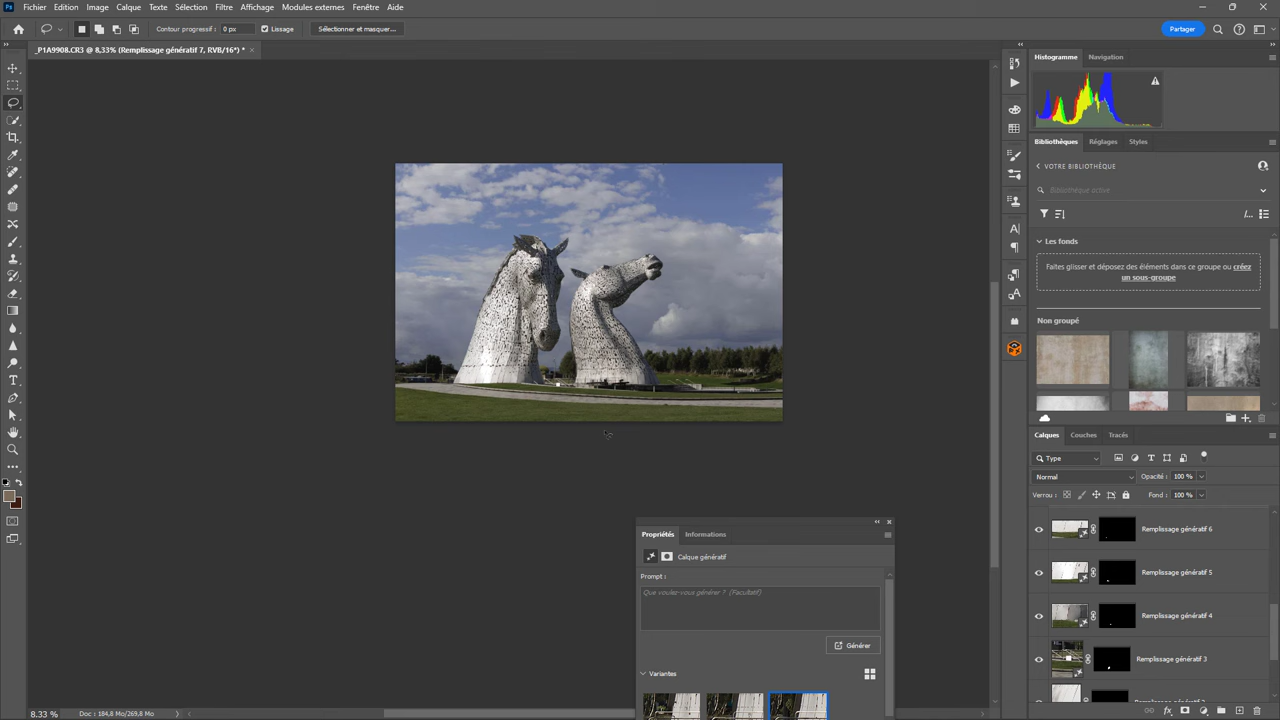 Ps Fichier Edition Image Calque Texte Sélection Filtre Affichage Modules externes Fenêtre Aide
Contour progressif : 0 px Lissage Sélectionner et masquer... Partager
_P1A9908.CR3 @ 8,33% (Remplissage génératif 7, RVB/16*) * ×
Histogramme Navigation
Bibliothèques Réglages Styles
VOTRE BIBLIOTHÈQUE
Bibliothèque active
Les fonds
Faites glisser et déposez des éléments dans ce groupe ou créez
un sous-groupe
Non groupé
Calques Couches Tracés
Type
Normal Opacité : 100 %
Verrou : Fond : 100 %
Remplissage génératif 6
Remplissage génératif 5
Remplissage génératif 4
Remplissage génératif 3
Propriétés Informations
Calque génératif
Prompt :
Que voulez-vous générer ? (Facultatif)
Générer
Variantes
8.33 % Doc : 184,8 Mo/269,8 Mo